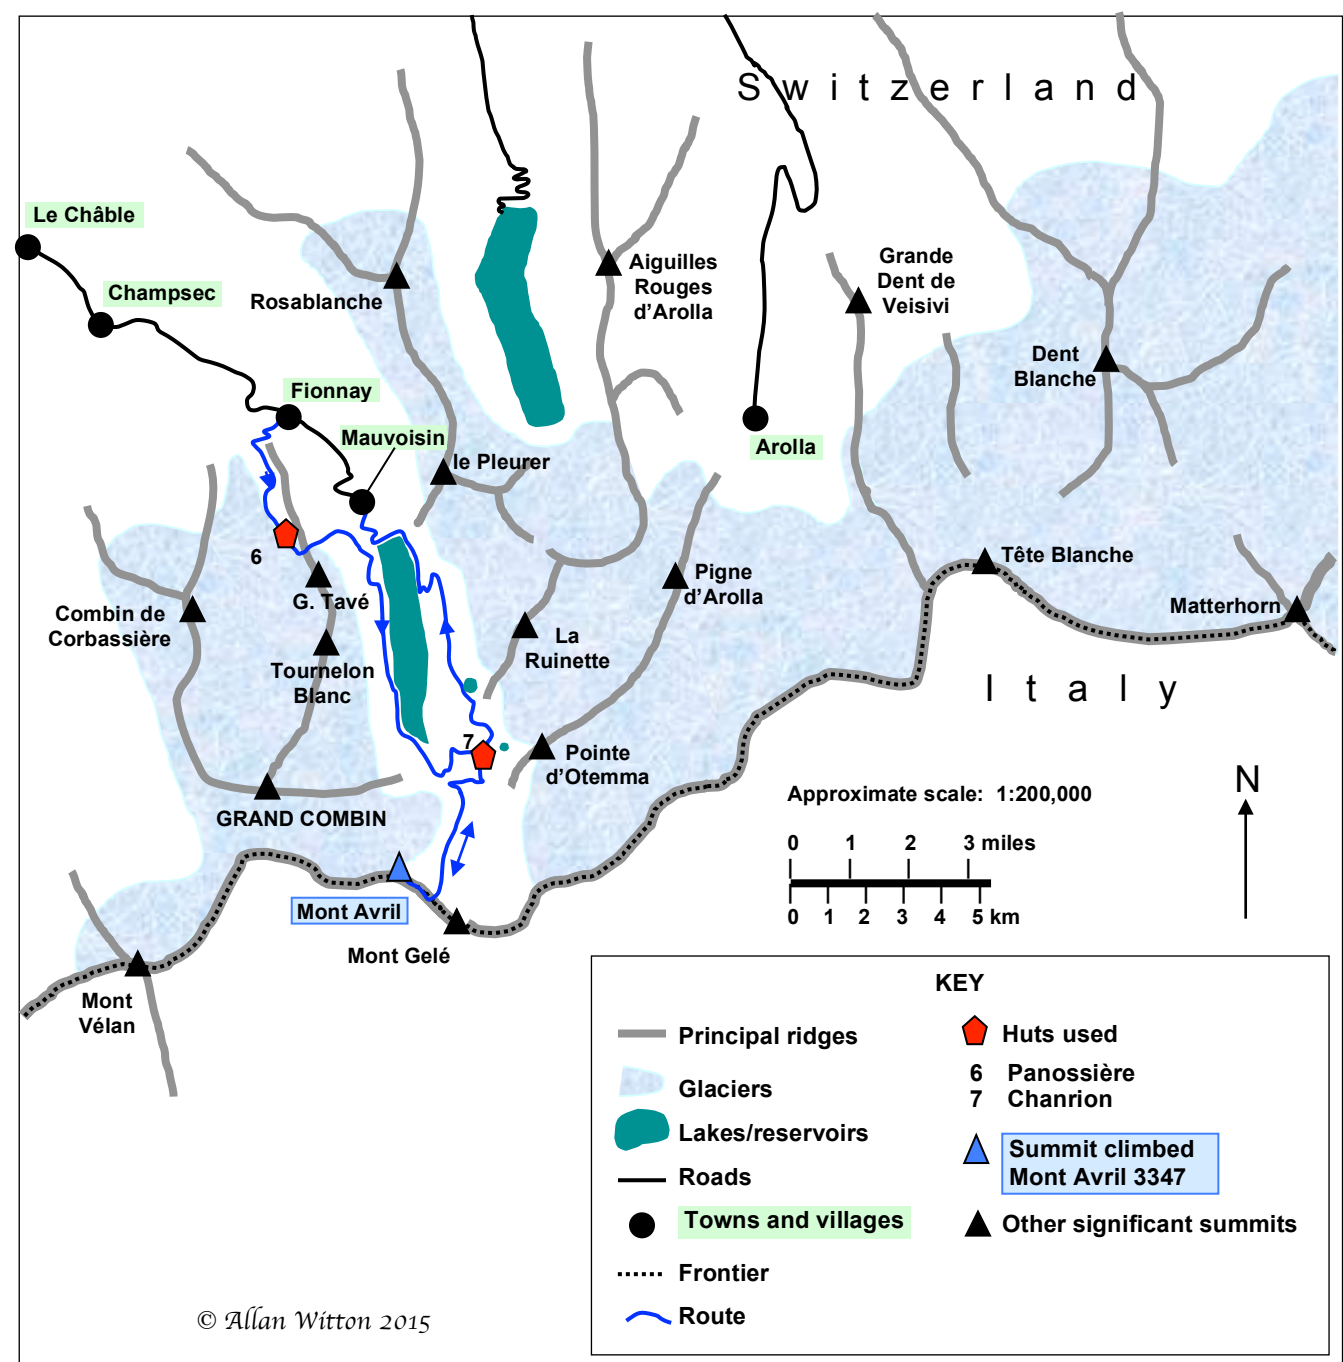 Switzerland
Le Châble
Champsec
Rosablanche
Aiguilles
Rouges
d'Arolla
Grande
Dent de
Veisivi
Dent
Blanche
Fionnay
Mauvoisin
le Pleurer
Arolla
6
G. Tavé
Combin de
Corbassière
Tournelon
Blanc
La
Ruinette
Pigne
d'Arolla
Tête Blanche
Matterhorn
Italy
7
Pointe
d'Otemma
GRAND COMBIN
Approximate scale: 1:200,000
0 1 2 3 miles
0 1 2 3 4 5 km
N
Mont Avril
Mont Gelé
Mont
Vélan
KEY
Principal ridges
Glaciers
Lakes/reservoirs
Roads
Towns and villages
Frontier
Route
Huts used
6 Panossière
7 Chanrion
Summit climbed
Mont Avril 3347
Other significant summits
© Allan Witton 2015